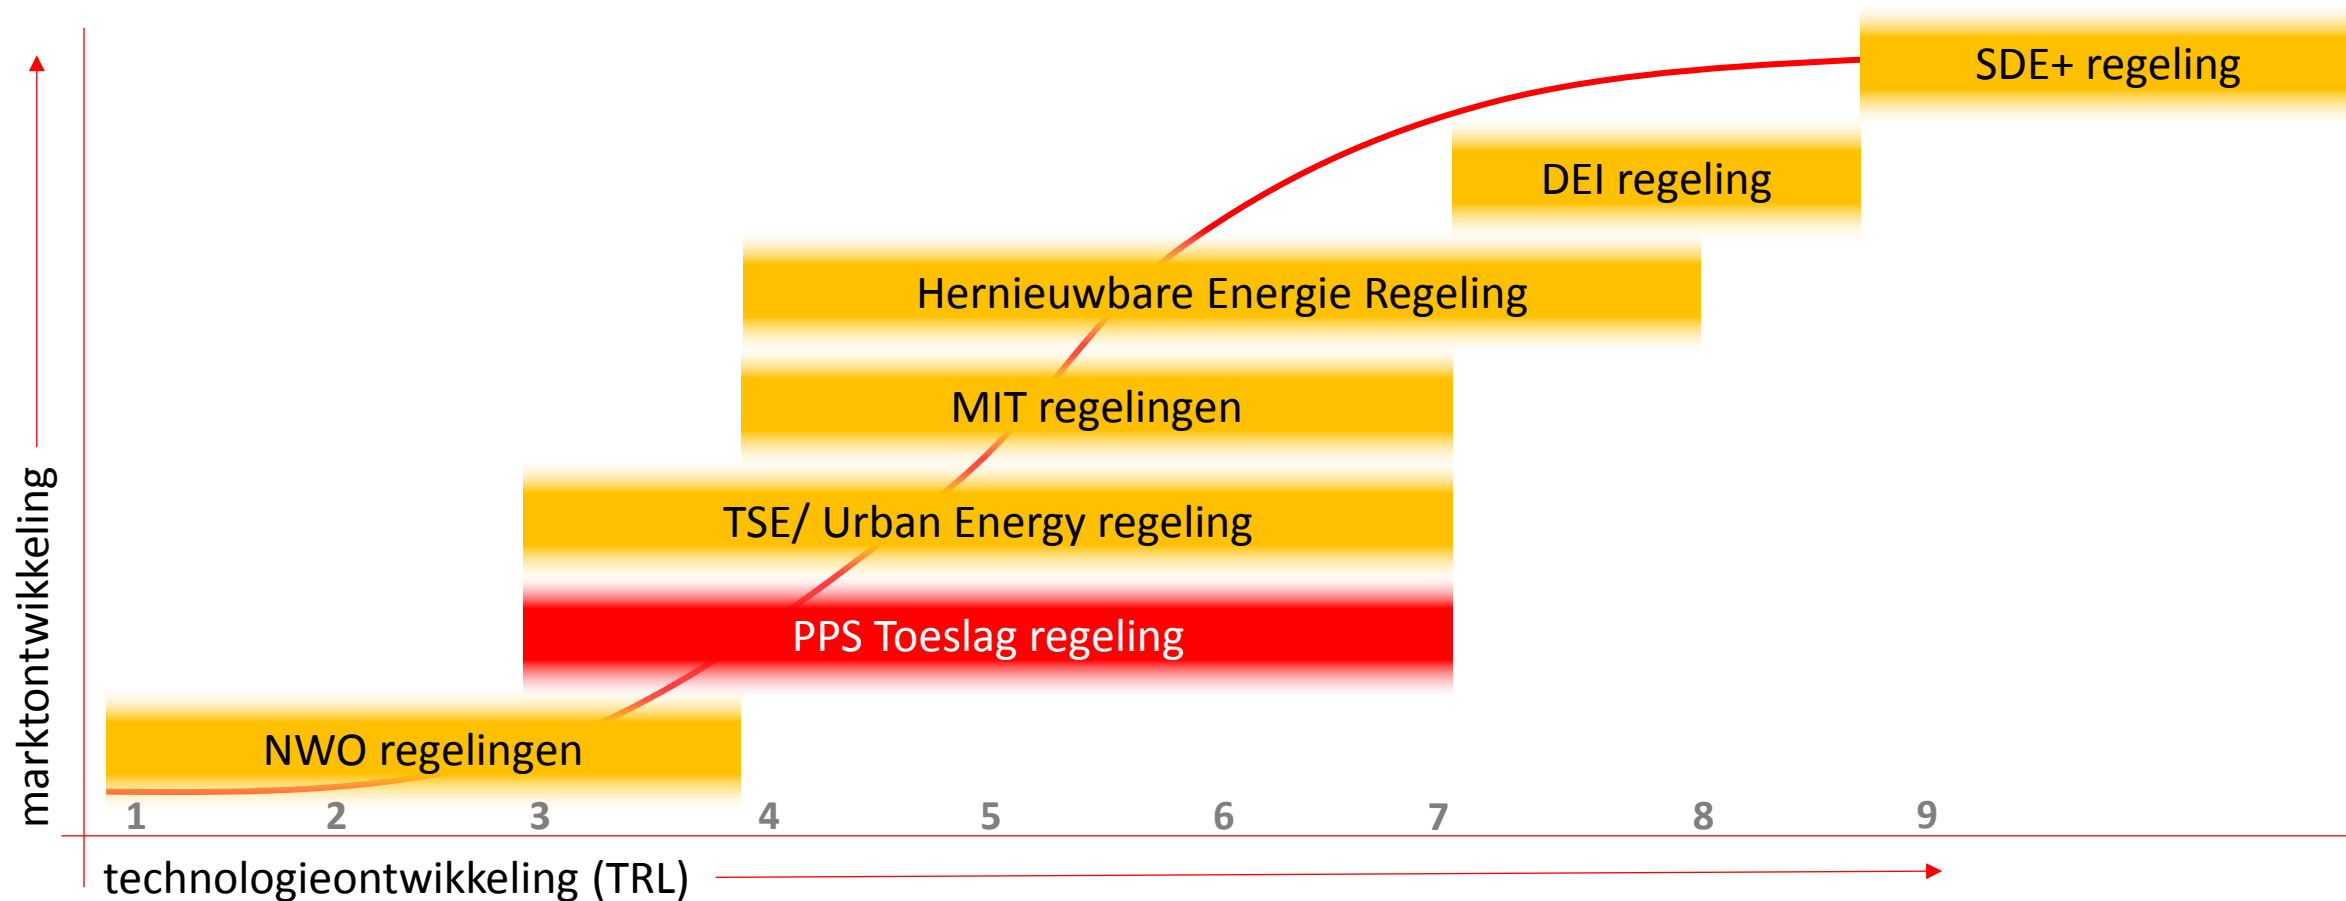 SDE+ regeling
DEI regeling
Hernieuwbare Energie Regeling
MIT regelingen
TSE/ Urban Energy regeling
PPS Toeslag regeling
NWO regelingen
marktontwikkeling
1 2 3 4 5 6 7 8 9
technologieontwikkeling (TRL)